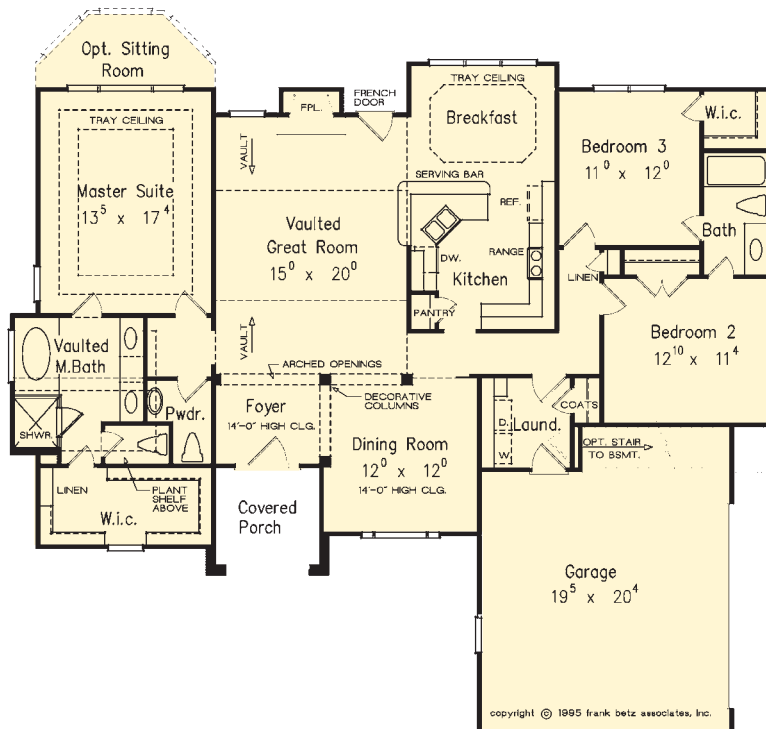 Opt. Sitting
Room
TRAY CEILING
Master Suite
13⁵ x 17⁴
FPL.
FRENCH
DOOR
VAULT
Vaulted
Great Room
15⁰ x 20⁰
VAULT
TRAY CEILING
Breakfast
SERVING BAR
REF.
RANGE
DW.
Kitchen
PANTRY
Bedroom 3
11⁰ x 12⁰
W.i.c.
Bath
LINEN
Bedroom 2
12¹⁰ x 11⁴
Vaulted
M.Bath
SHWR.
Pwdr.
ARCHED OPENINGS
Foyer
14'-0" HIGH CLG.
DECORATIVE
COLUMNS
Dining Room
12⁰ x 12⁰
14'-0" HIGH CLG.
Laund.
D.
W.
COATS
OPT. STAIR
TO BSMT.
LINEN
PLANT
SHELF
ABOVE
W.i.c.
Covered
Porch
Garage
19⁵ x 20⁴
copyright © 1995 frank betz associates, inc.